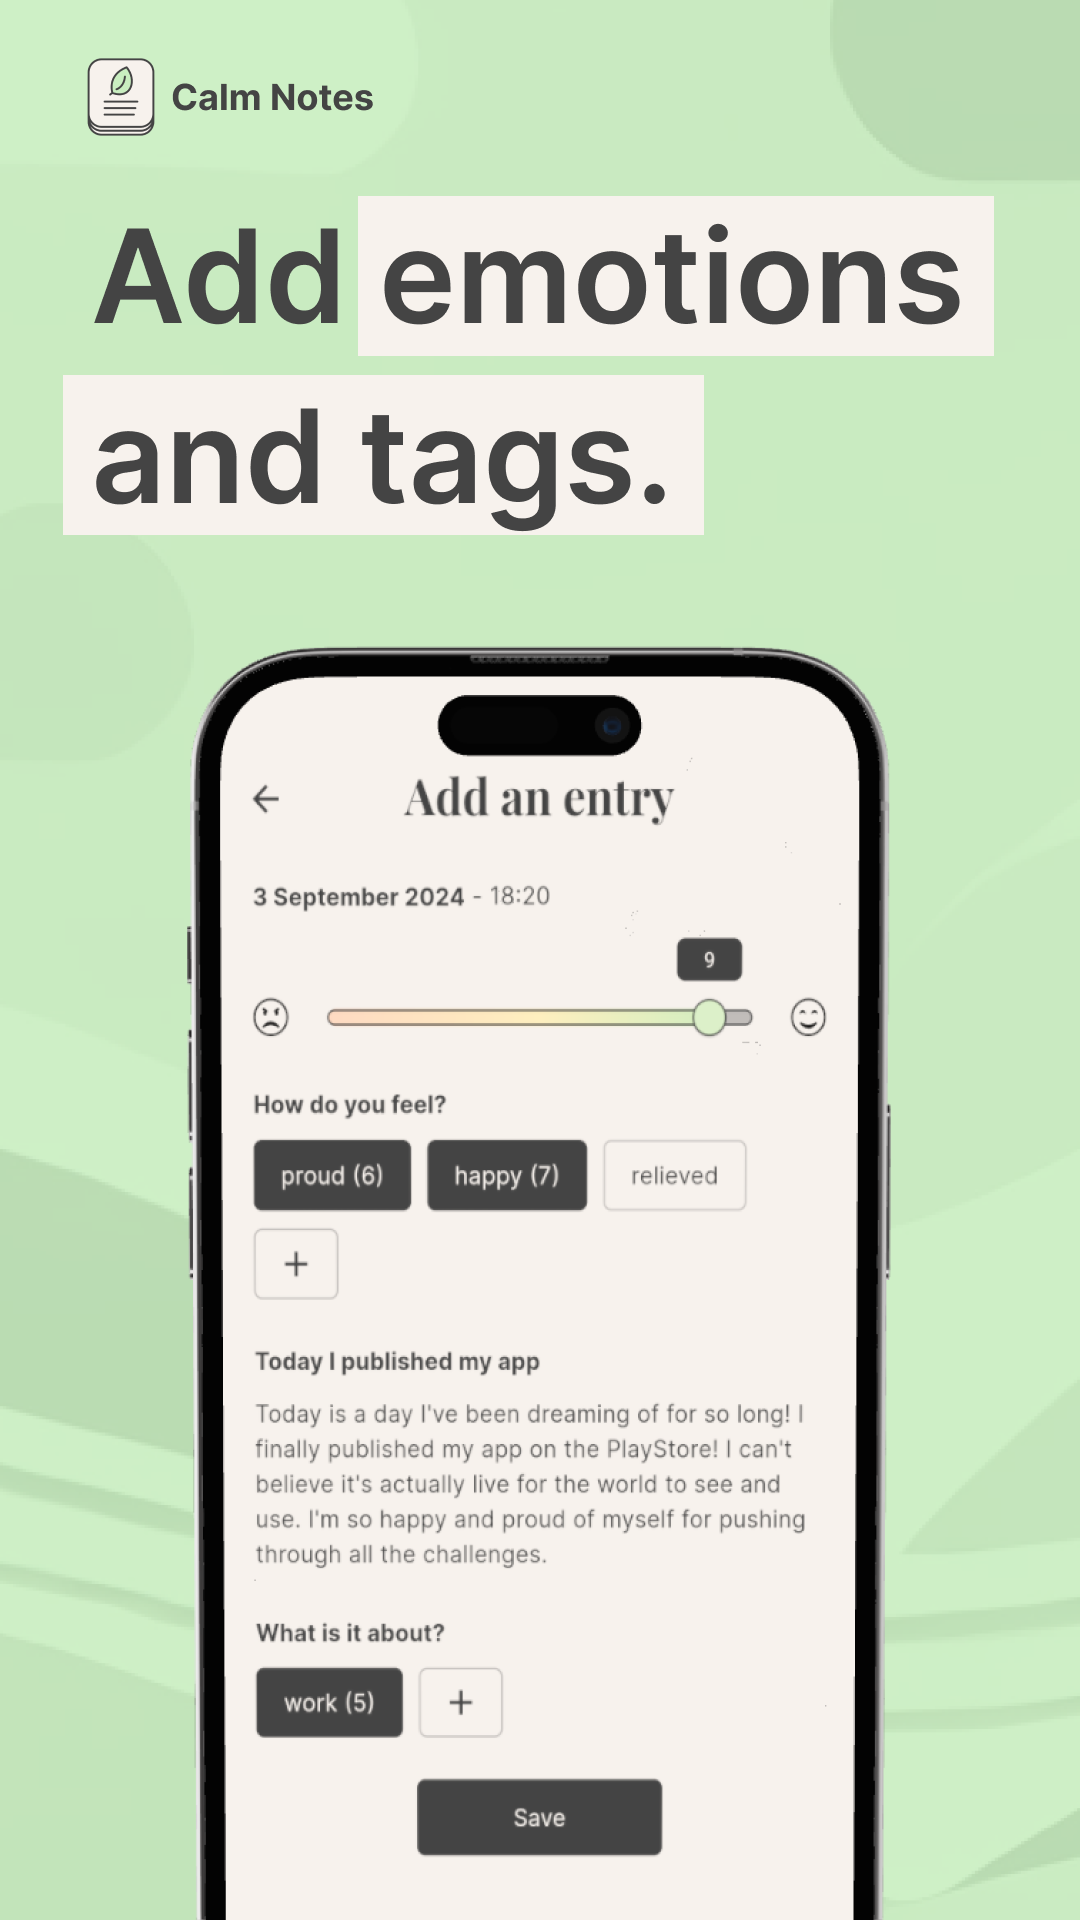 Calm Notes
Add emotions
and tags.
Add an entry
3 September 2024 - 18:20
9
How do you feel?
proud (6) happy (7) relieved
+
Today I published my app
Today is a day I've been dreaming of for so long! I
finally published my app on the PlayStore! I can't
believe it's actually live for the world to see and
use. I'm so happy and proud of myself for pushing
through all the challenges.
What is it about?
work (5) +
Save